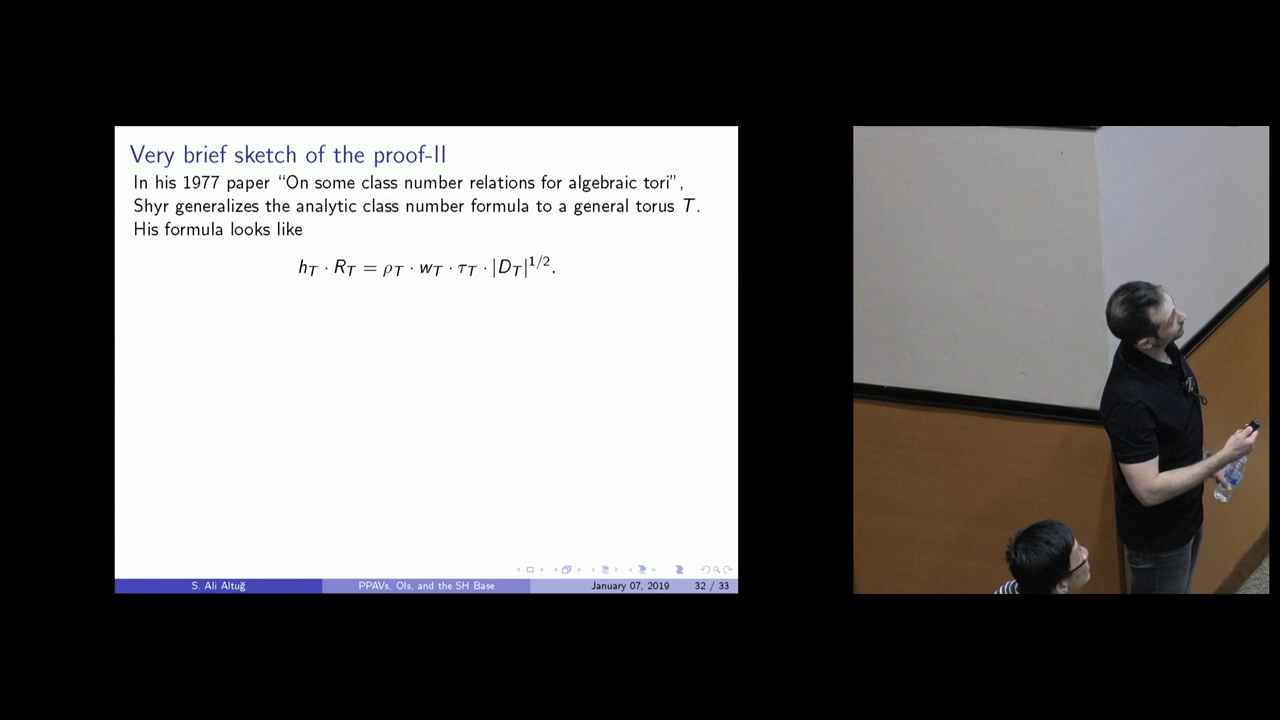 Very brief sketch of the proof-II
In his 1977 paper “On some class number relations for algebraic tori”,
Shyr generalizes the analytic class number formula to a general torus T.
His formula looks like
h_T · R_T = ρ_T · w_T · τ_T · |D_T|^{1/2}.
S. Ali Altuğ PPAVs, OIs, and the SH Base January 07, 2019 32 / 33